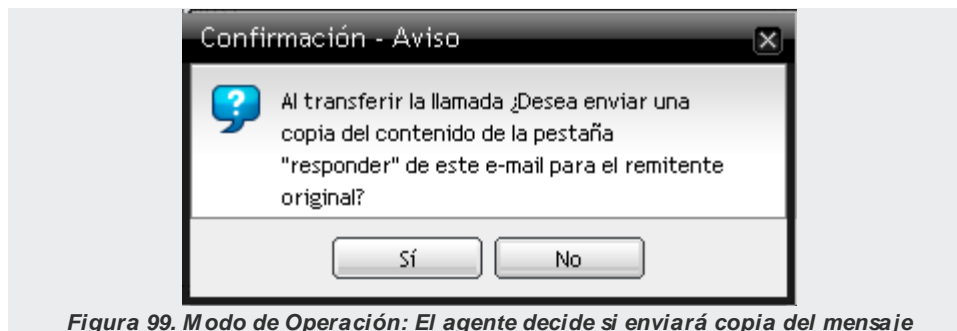 Confirmación - Aviso
Al transferir la llamada ¿Desea enviar una
copia del contenido de la pestaña
"responder" de este e-mail para el remitente
original?
Sí
No
Figura 99. Modo de Operación: El agente decide si enviará copia del mensaje